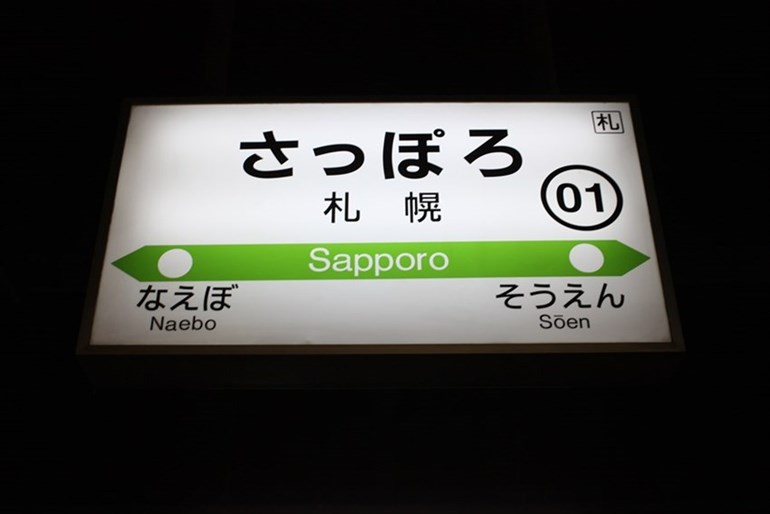 札
さっぽろ
札 幌
01
Sapporo
なえぼ
Naebo
そうえん
Sōen